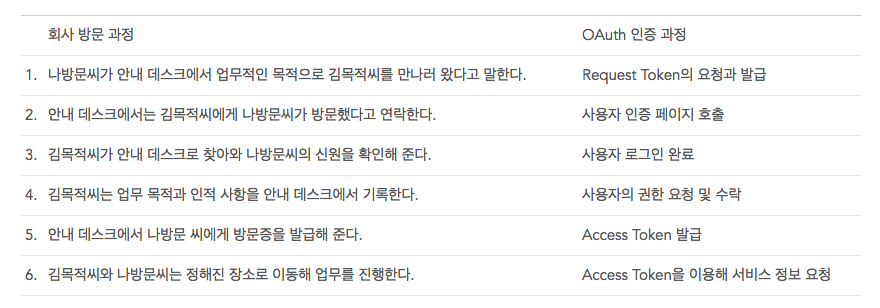 회사 방문 과정 OAuth 인증 과정
1. 나방문씨가 안내 데스크에서 업무적인 목적으로 김목적씨를 만나러 왔다고 말한다. Request Token의 요청과 발급
2. 안내 데스크에서는 김목적씨에게 나방문씨가 방문했다고 연락한다. 사용자 인증 페이지 호출
3. 김목적씨가 안내 데스크로 찾아와 나방문씨의 신원을 확인해 준다. 사용자 로그인 완료
4. 김목적씨는 업무 목적과 인적 사항을 안내 데스크에서 기록한다. 사용자의 권한 요청 및 수락
5. 안내 데스크에서 나방문 씨에게 방문증을 발급해 준다. Access Token 발급
6. 김목적씨와 나방문씨는 정해진 장소로 이동해 업무를 진행한다. Access Token을 이용해 서비스 정보 요청